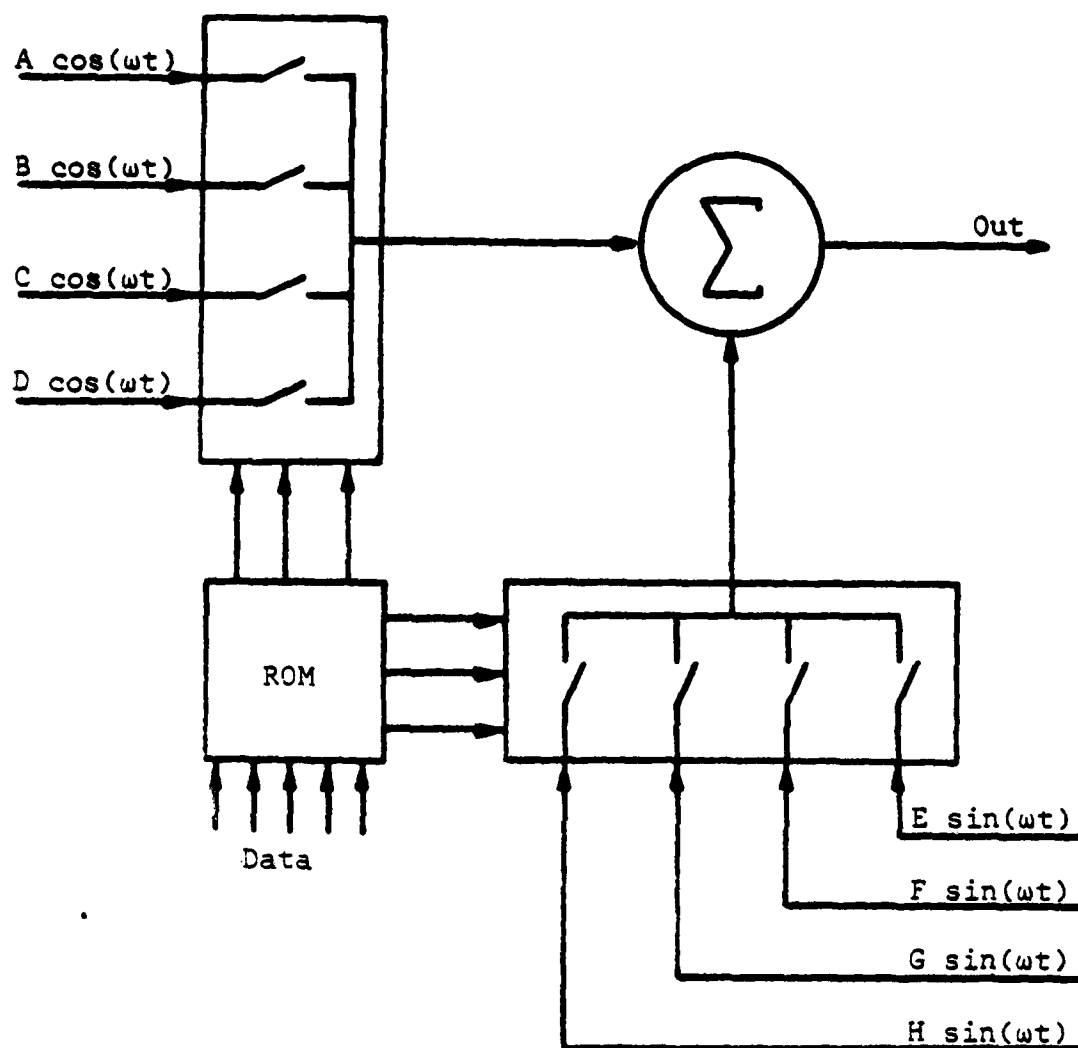 A cos(ωt)
B cos(ωt)
C cos(ωt)
D cos(ωt)
Σ
Out
ROM
Data
E sin(ωt)
F sin(ωt)
G sin(ωt)
H sin(ωt)